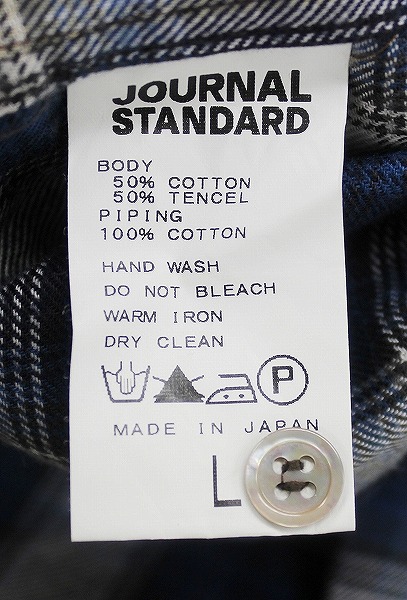 JOURNAL
STANDARD
BODY
50% COTTON
50% TENCEL
PIPING
100% COTTON
HAND WASH
DO NOT BLEACH
WARM IRON
DRY CLEAN
P
MADE IN JAPAN
L